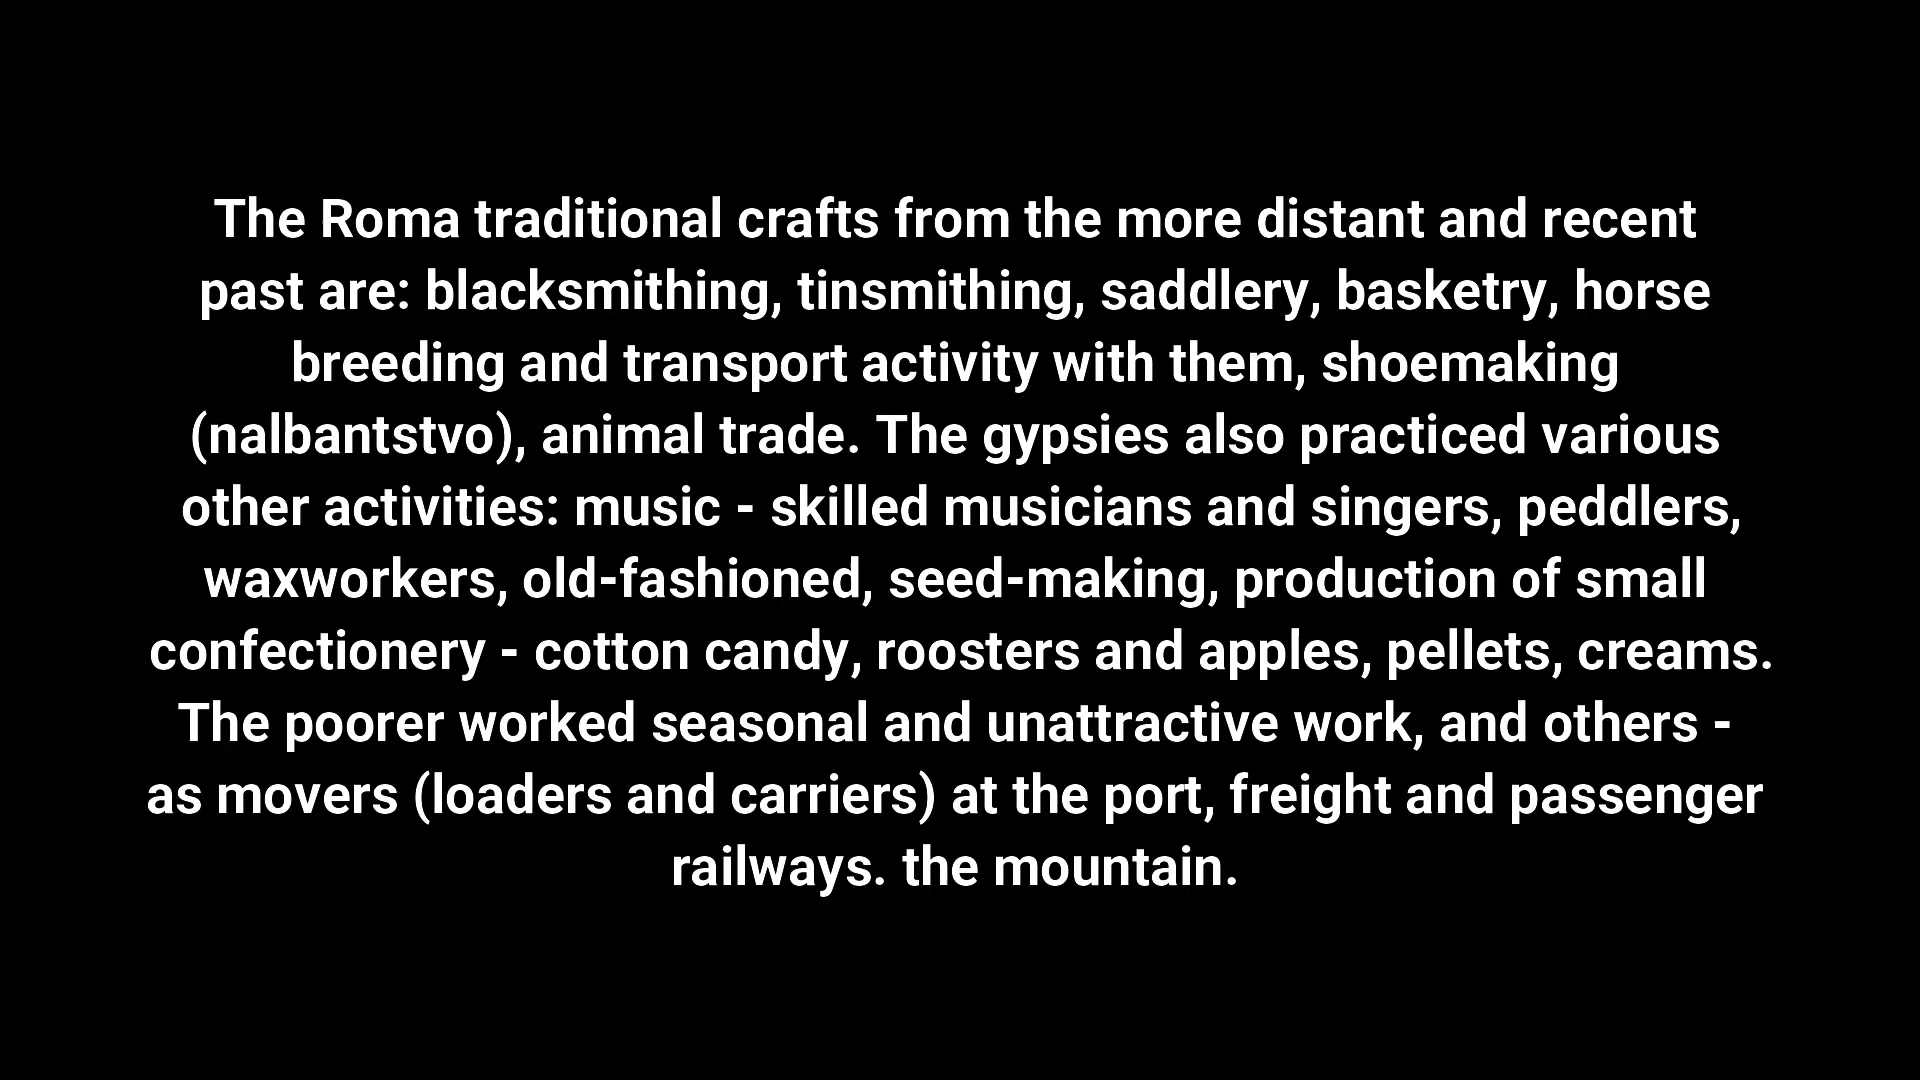 The Roma traditional crafts from the more distant and recent
past are: blacksmithing, tinsmithing, saddlery, basketry, horse
breeding and transport activity with them, shoemaking
(nalbantstvo), animal trade. The gypsies also practiced various
other activities: music - skilled musicians and singers, peddlers,
waxworkers, old-fashioned, seed-making, production of small
confectionery - cotton candy, roosters and apples, pellets, creams.
The poorer worked seasonal and unattractive work, and others -
as movers (loaders and carriers) at the port, freight and passenger
railways. the mountain.